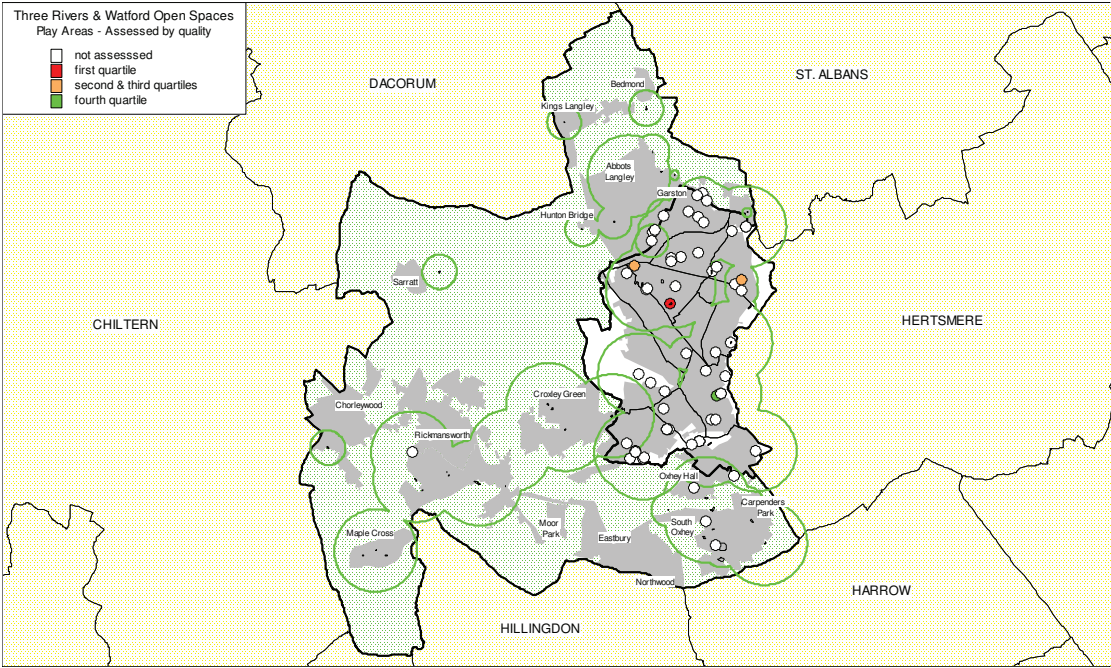 Three Rivers & Watford Open Spaces
Play Areas - Assessed by quality
not assesssed
first quartile
second & third quartiles
fourth quartile
DACORUM
ST. ALBANS
Bedmond
Kings Langley
Abbots
Langley
Garston
Hunton Bridge
Sarratt
CHILTERN
HERTSMERE
Croxley Green
Chorleywood
Rickmansworth
Oxhey Hall
Carpenders
Park
South
Oxhey
Moor
Park
Eastbury
Maple Cross
Northwood
HARROW
HILLINGDON